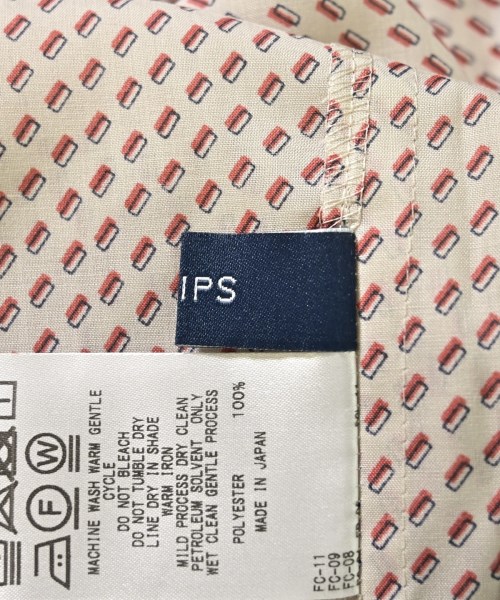 IPS
MACHINE WASH WARM GENTLE
CYCLE
DO NOT BLEACH
DO NOT TUMBLE DRY
LINE DRY IN SHADE
WARM IRON
MILD PROCESS DRY CLEAN
PETROLEUM SOLVENT ONLY
WET CLEAN GENTLE PROCESS
POLYESTER 100%
MADE IN JAPAN
FC-11
FC-09
FC-08
F
W